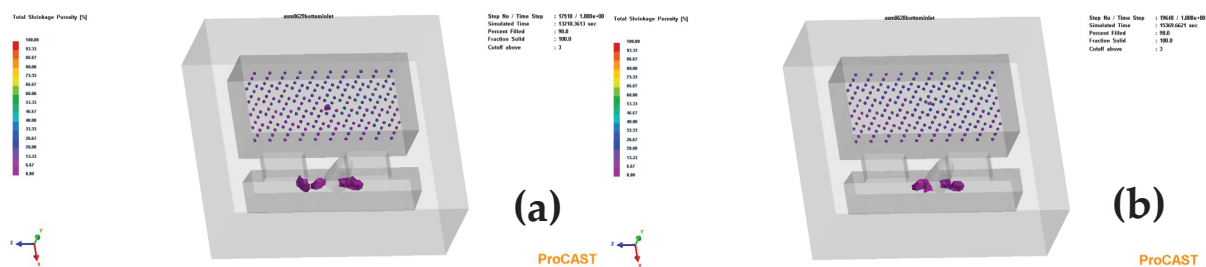 Total Shrinkage Porosity [%]
asm0629bottominlet
Step No / Time Step : 17910 / 1.000e+00
Simulated Time : 13210.3613 sec
Percent Filled : 98.0
Fraction Solid : 100.0
Cutoff above : 3
100.00
93.33
86.67
80.00
73.33
66.67
60.00
53.33
46.67
40.00
33.33
26.67
20.00
13.33
6.67
0.00
Z
Y
X
(a)
ProCAST
Total Shrinkage Porosity [%]
asm0628bottominlet
Step No / Time Step : 19640 / 1.000e+00
Simulated Time : 15369.6621 sec
Percent Filled : 98.0
Fraction Solid : 100.0
Cutoff above : 3
100.00
93.33
86.67
80.00
73.33
66.67
60.00
53.33
46.67
40.00
33.33
26.67
20.00
13.33
6.67
0.00
Z
Y
X
(b)
ProCAST